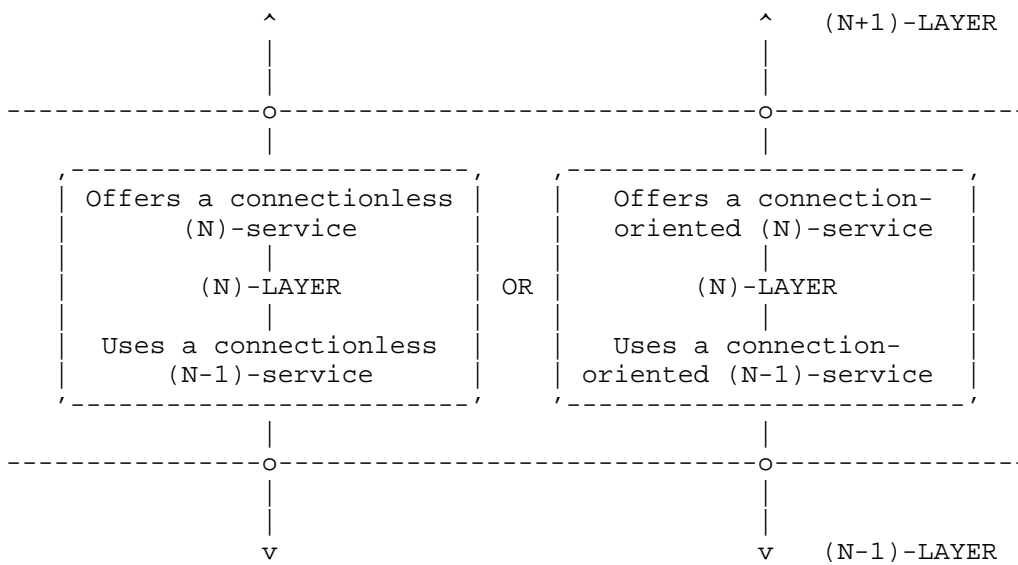 (N+1)-LAYER
Offers a connectionless
(N)-service
(N)-LAYER
Uses a connectionless
(N-1)-service
OR
Offers a connection-
oriented (N)-service
(N)-LAYER
Uses a connection-
oriented (N-1)-service
(N-1)-LAYER